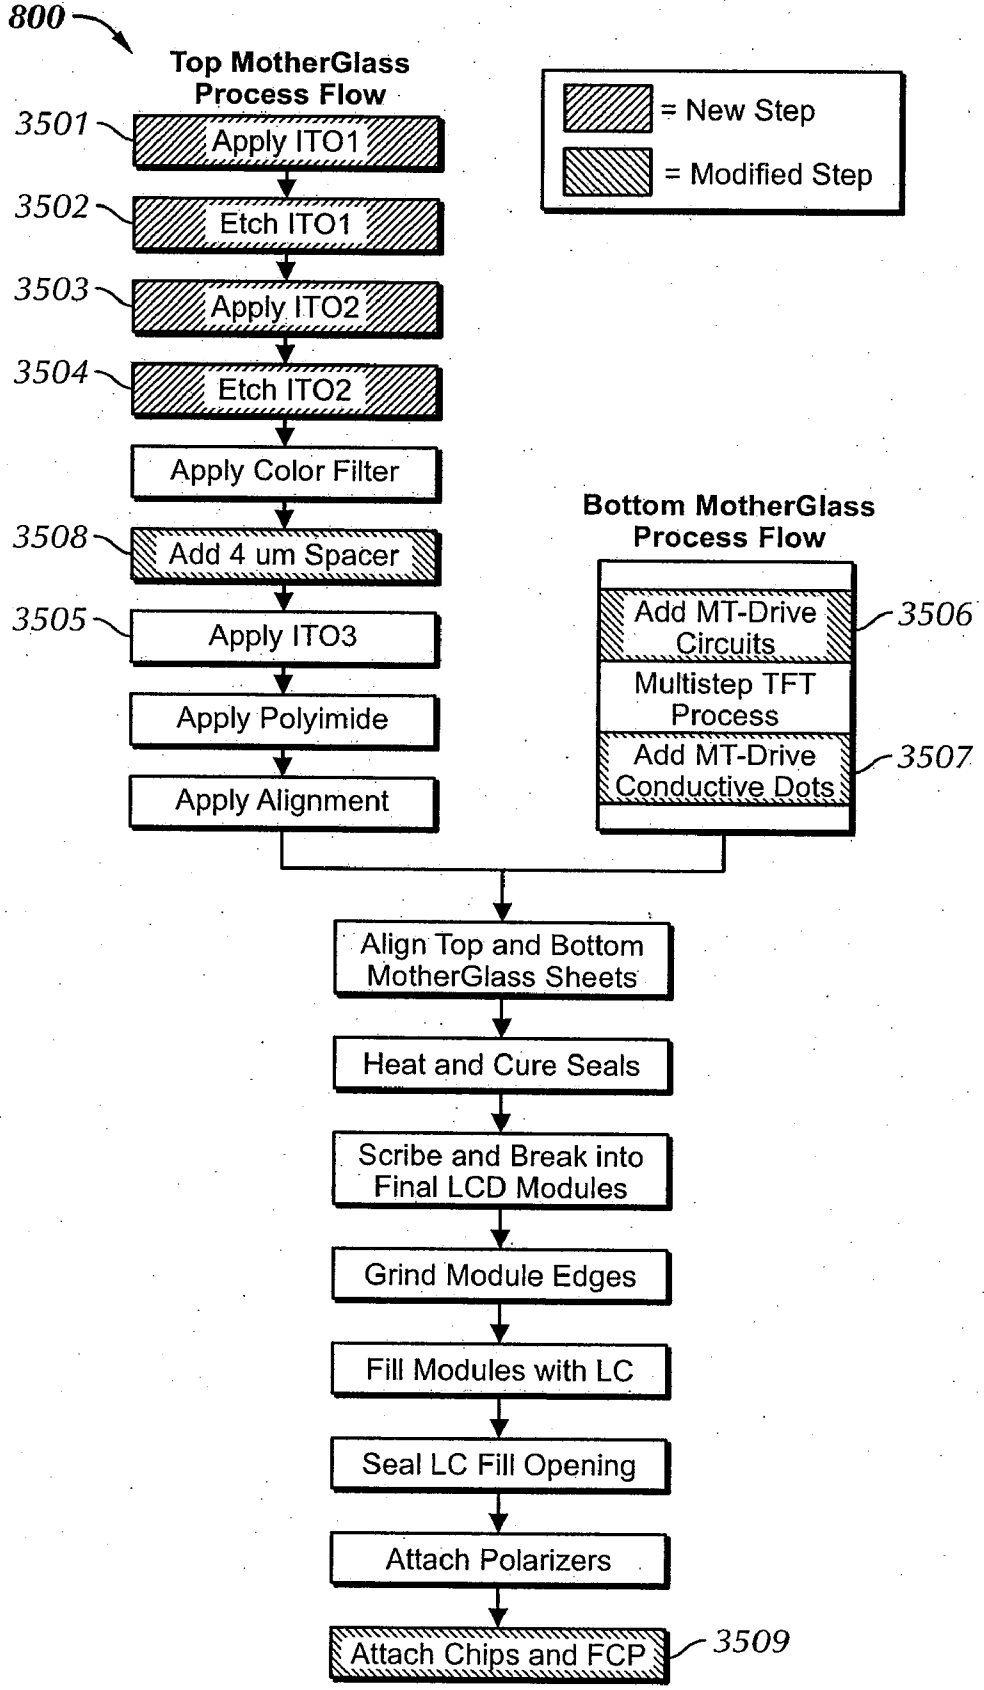 800
Top MotherGlass
Process Flow
3501
Apply ITO1
3502
Etch ITO1
3503
Apply ITO2
3504
Etch ITO2
Apply Color Filter
3508
Add 4 um Spacer
3505
Apply ITO3
Apply Polyimide
Apply Alignment
= New Step
= Modified Step
Bottom MotherGlass
Process Flow
Add MT-Drive
Circuits
3506
Multistep TFT
Process
Add MT-Drive
Conductive Dots
3507
Align Top and Bottom
MotherGlass Sheets
Heat and Cure Seals
Scribe and Break into
Final LCD Modules
Grind Module Edges
Fill Modules with LC
Seal LC Fill Opening
Attach Polarizers
Attach Chips and FCP
3509